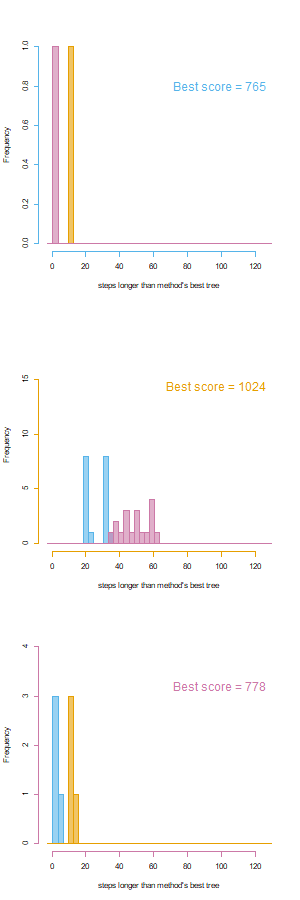 Best score = 765
Frequency
0.0 0.2 0.4 0.6 0.8 1.0
0 20 40 60 80 100 120
steps longer than method's best tree
Best score = 1024
Frequency
0 5 10 15
0 20 40 60 80 100 120
steps longer than method's best tree
Best score = 778
Frequency
0 1 2 3 4
0 20 40 60 80 100 120
steps longer than method's best tree